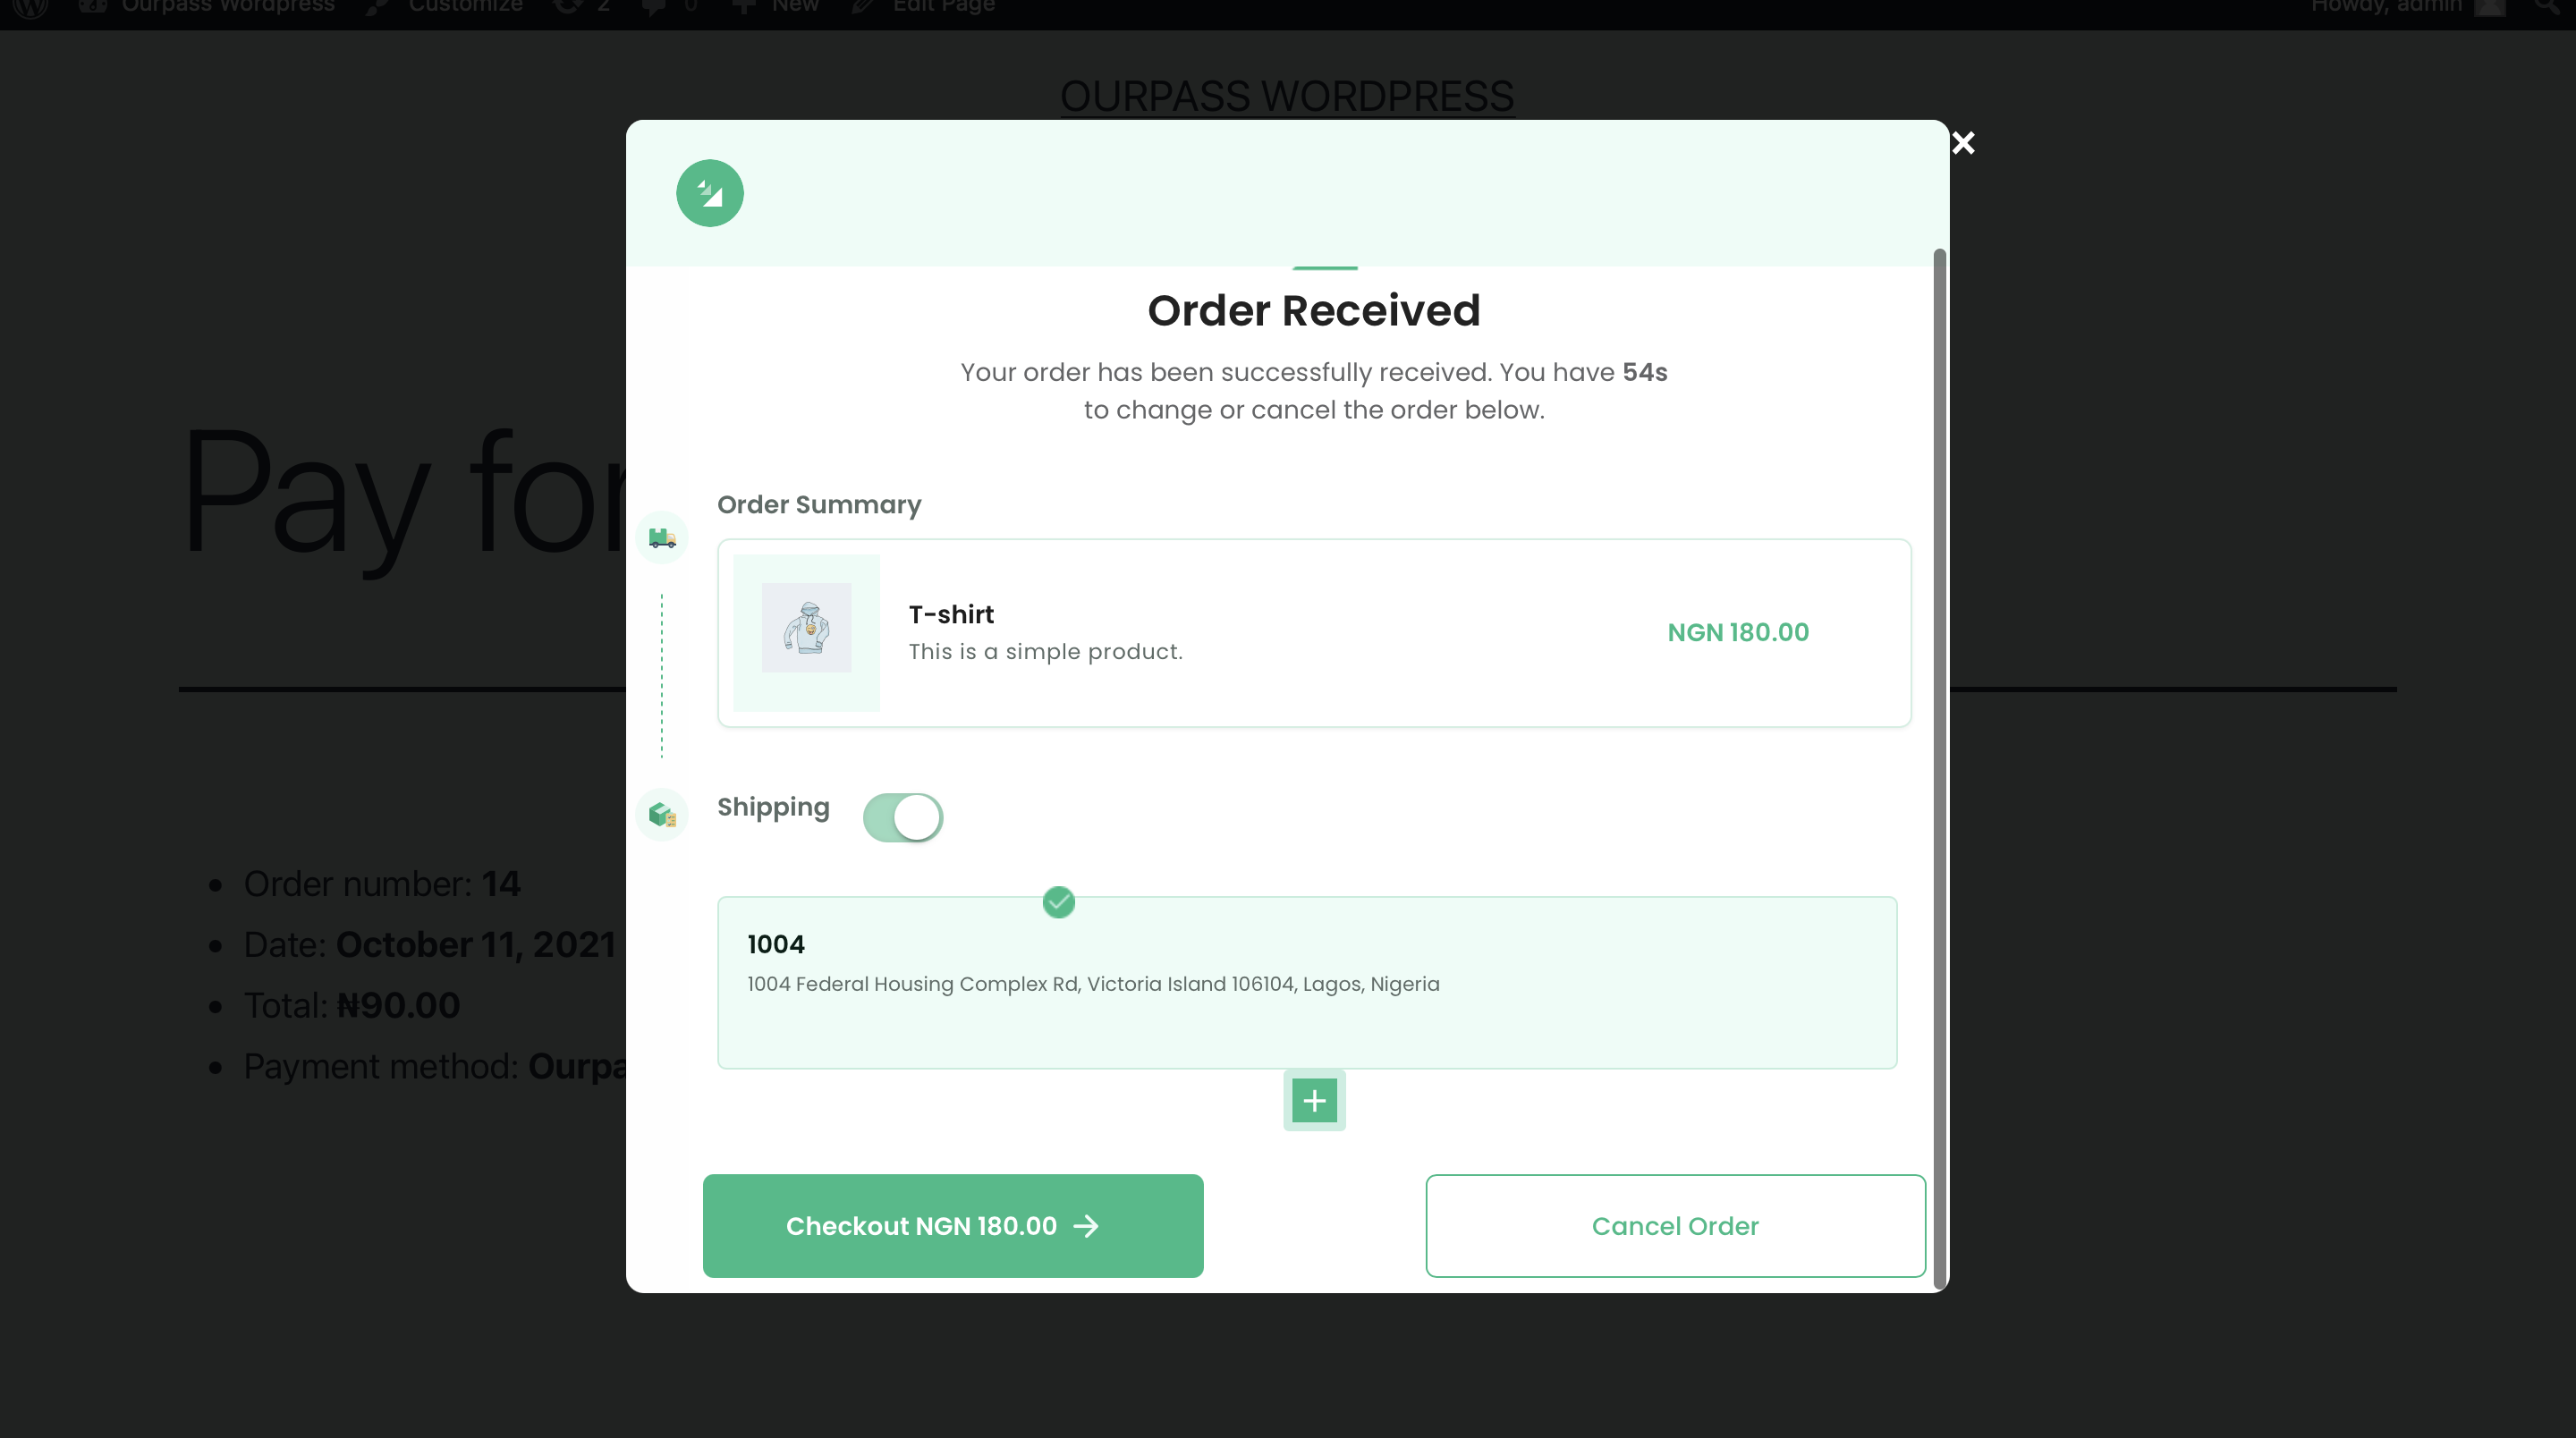 Ourpass Wordpress Customize 2 0 New Edit Page Howdy, admin
OURPASS WORDPRESS
Order Received
Your order has been successfully received. You have 54s
to change or cancel the order below.
Pay for
Order Summary
T-shirt
This is a simple product.
NGN 180.00
Shipping
1004
1004 Federal Housing Complex Rd, Victoria Island 106104, Lagos, Nigeria
Checkout NGN 180.00 →
Cancel Order
Order number: 14
Date: October 11, 2021
Total: ₦90.00
Payment method: Ourpa